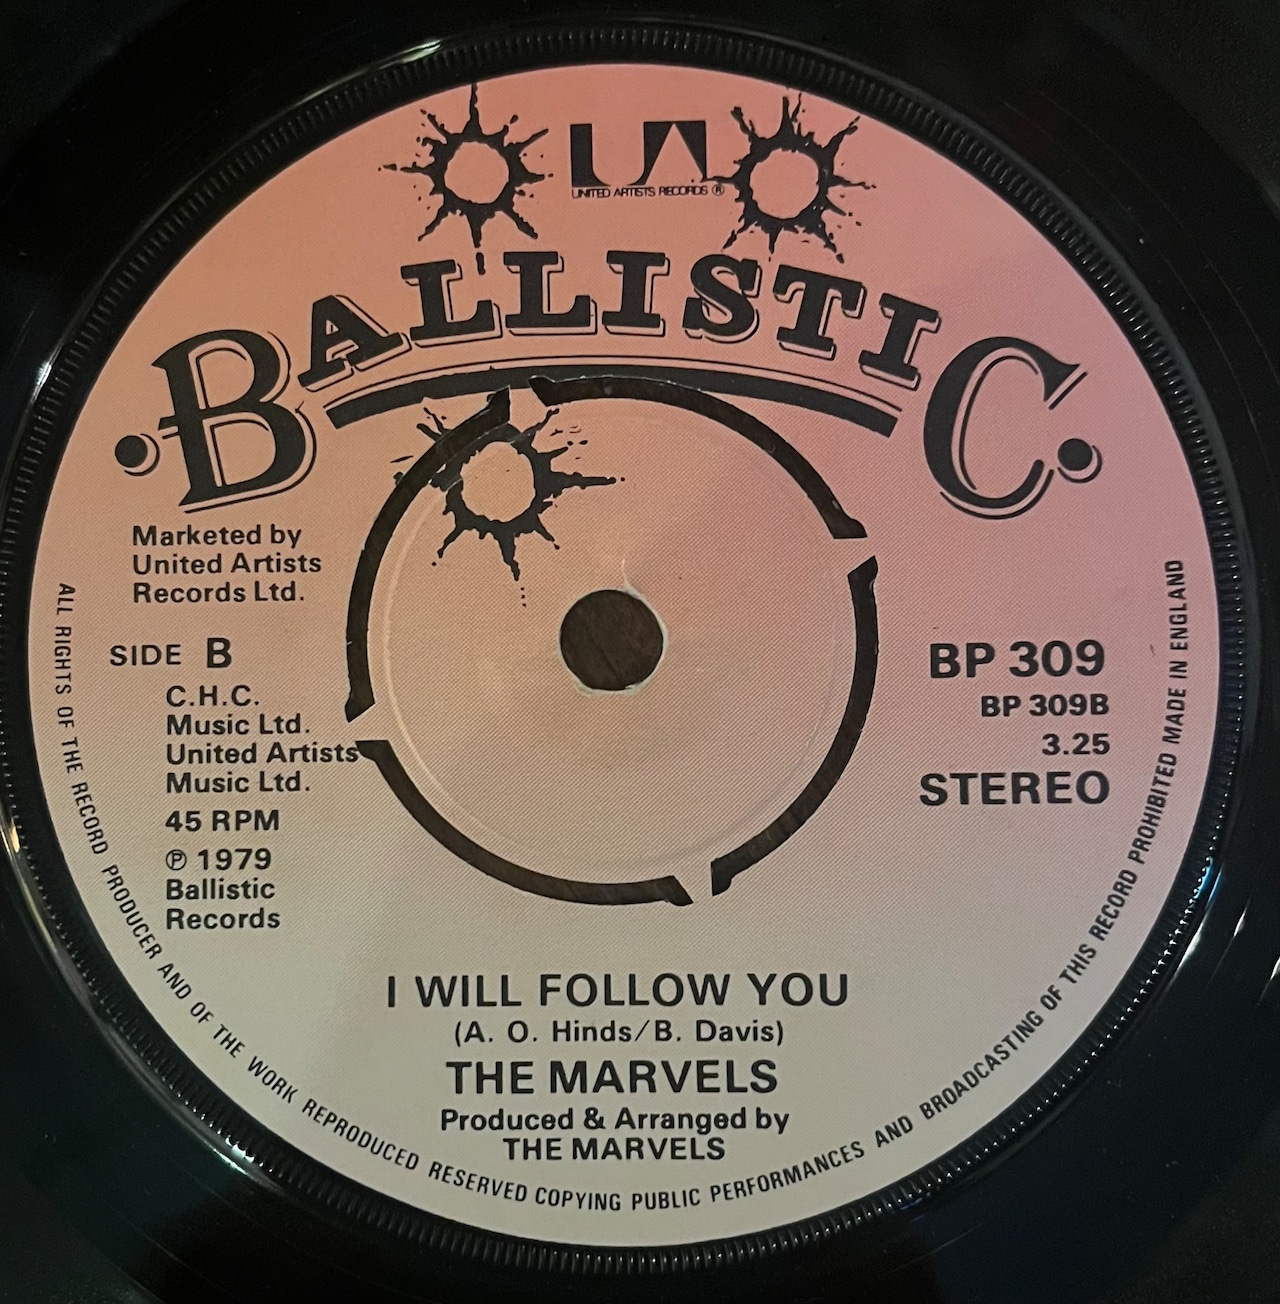 UA
UNITED ARTISTS RECORDS ®
·BALLISTIC·
Marketed by
United Artists
Records Ltd.
SIDE B
C.H.C.
Music Ltd.
United Artists
Music Ltd.
45 RPM
℗ 1979
Ballistic
Records
BP 309
BP 309B
3.25
STEREO
I WILL FOLLOW YOU
(A. O. Hinds/B. Davis)
THE MARVELS
Produced & Arranged by
THE MARVELS
ALL RIGHTS OF THE RECORD PRODUCER AND OF THE WORK REPRODUCED RESERVED COPYING PUBLIC PERFORMANCES AND BROADCASTING OF THIS RECORD PROHIBITED MADE IN ENGLAND